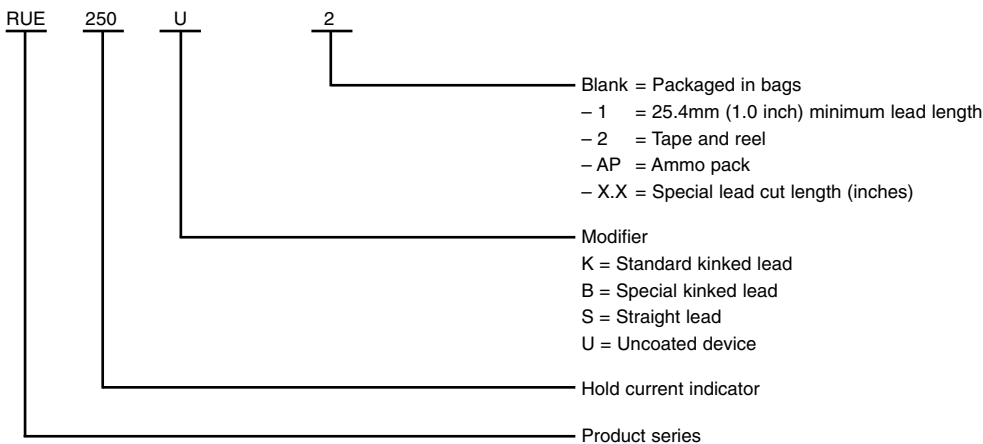 RUE 250 U 2
Blank = Packaged in bags
– 1 = 25.4mm (1.0 inch) minimum lead length
– 2 = Tape and reel
– AP = Ammo pack
– X.X = Special lead cut length (inches)
Modifier
K = Standard kinked lead
B = Special kinked lead
S = Straight lead
U = Uncoated device
Hold current indicator
Product series